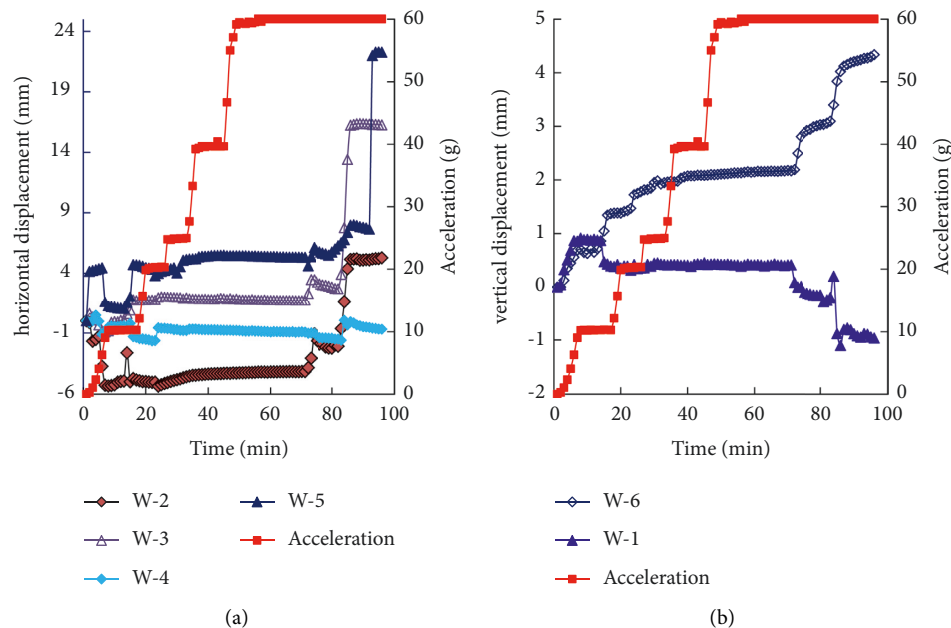 horizontal displacement (mm)
24
19
14
9
4
-1
-6
60
50
40
30
20
10
0
Acceleration (g)
0 20 40 60 80 100
Time (min)
W-2
W-5
W-3
Acceleration
W-4
(a)
vertical displacement (mm)
5
4
3
2
1
0
-1
-2
60
50
40
30
20
10
0
Acceleration (g)
0 20 40 60 80 100
Time (min)
W-6
W-1
Acceleration
(b)